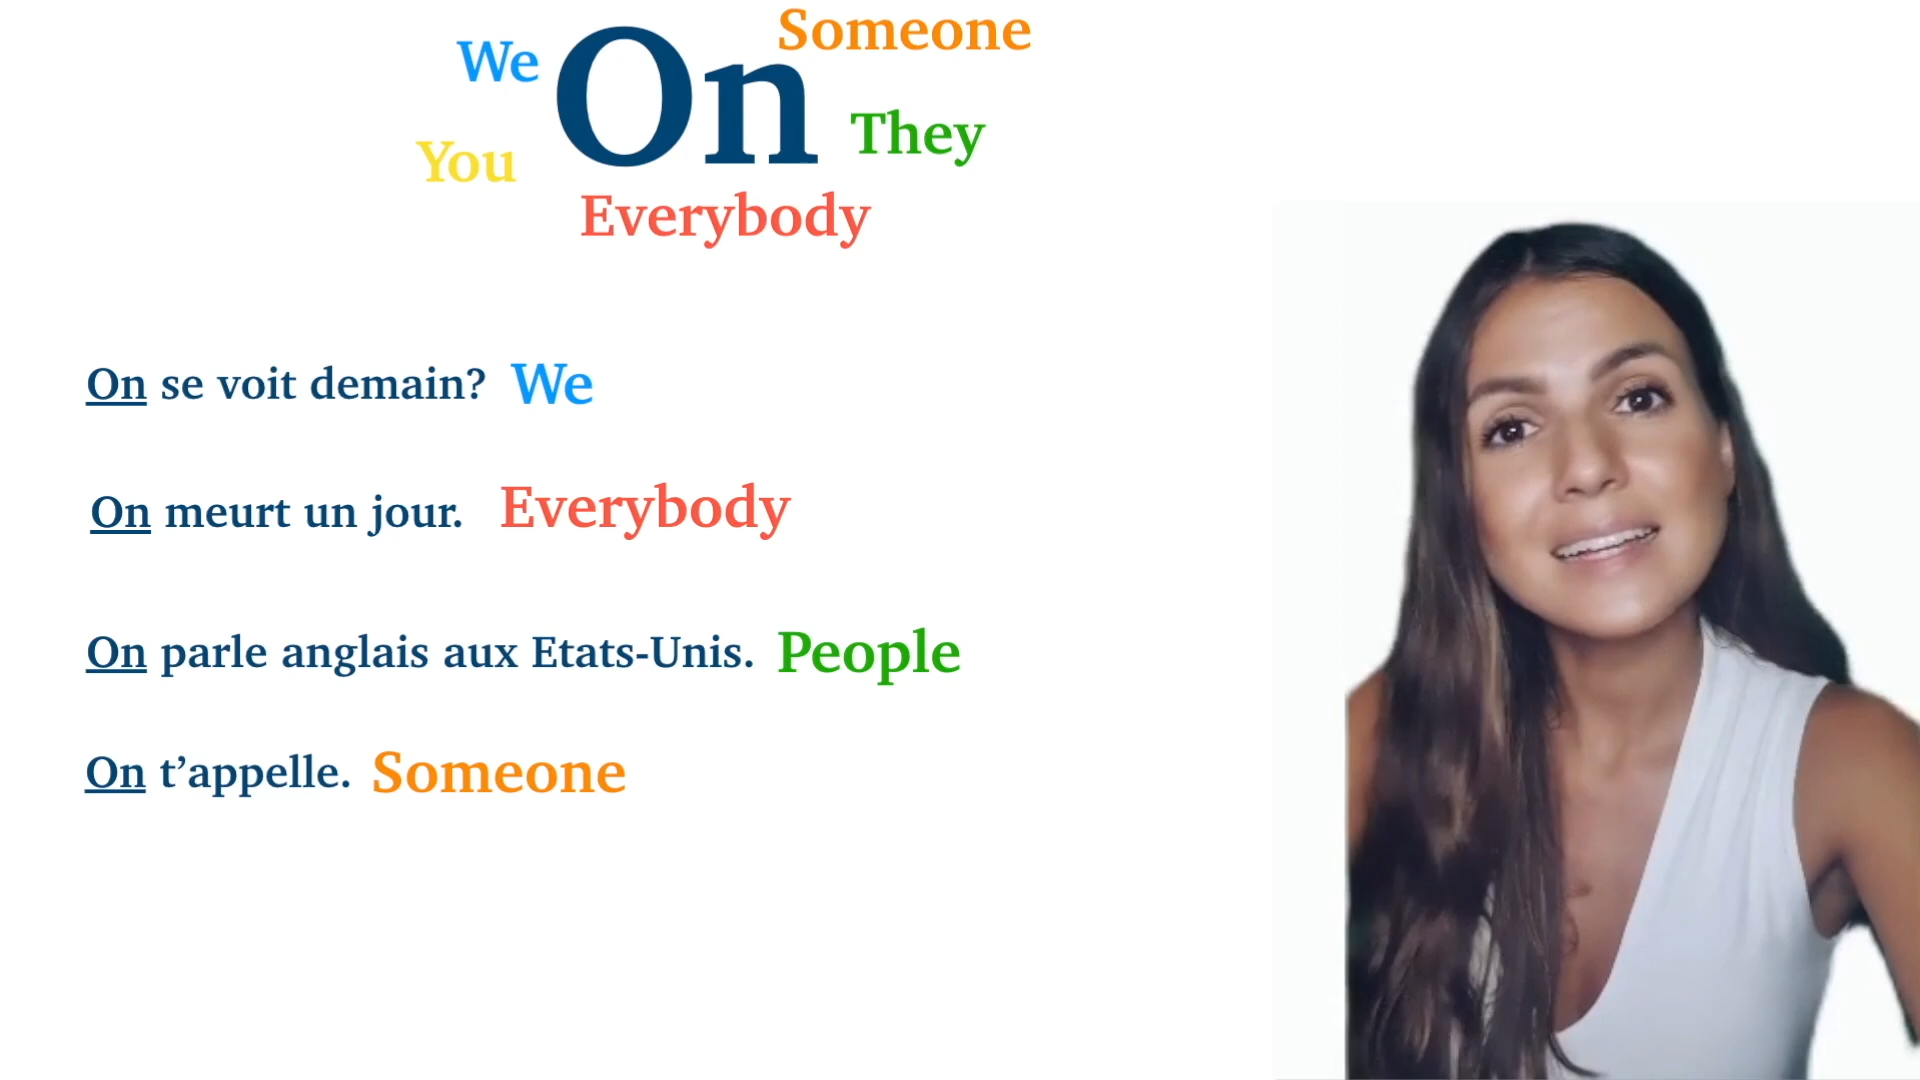 Someone
We On
They
You
Everybody
On se voit demain? We
On meurt un jour. Everybody
On parle anglais aux Etats-Unis. People
On t’appelle. Someone